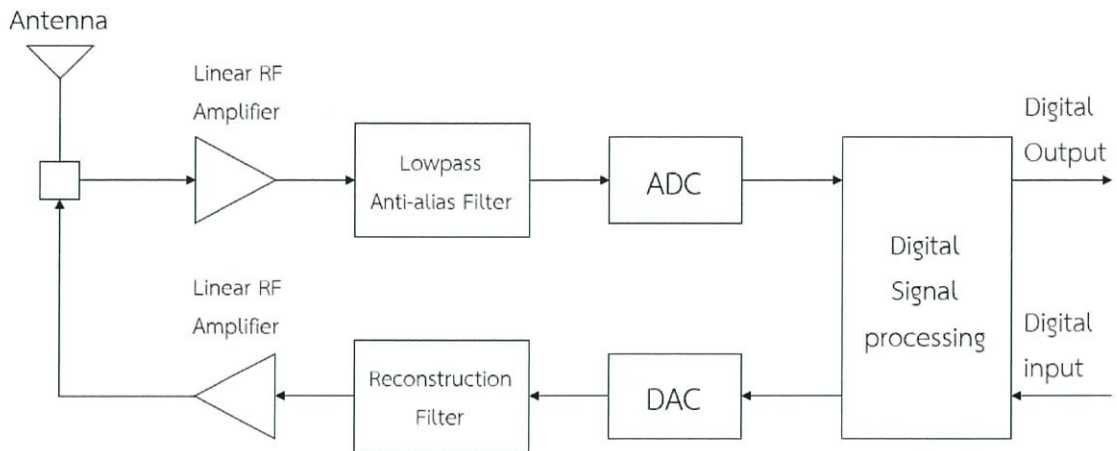 Antenna
Linear RF
Amplifier
Lowpass
Anti-alias Filter
ADC
Digital
Signal
processing
Digital
Output
Linear RF
Amplifier
Reconstruction
Filter
DAC
Digital
input